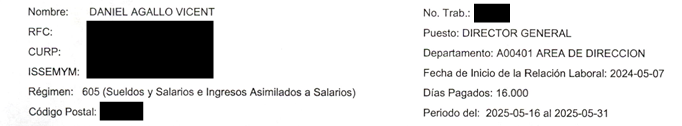 Nombre: DANIEL AGALLO VICENT
RFC:
CURP:
ISSEMYM:
Régimen: 605 (Sueldos y Salarios e Ingresos Asimilados a Salarios)
Código Postal:
No. Trab.:
Puesto: DIRECTOR GENERAL
Departamento: A00401 AREA DE DIRECCION
Fecha de Inicio de la Relación Laboral: 2024-05-07
Días Pagados: 16.000
Periodo del: 2025-05-16 al 2025-05-31